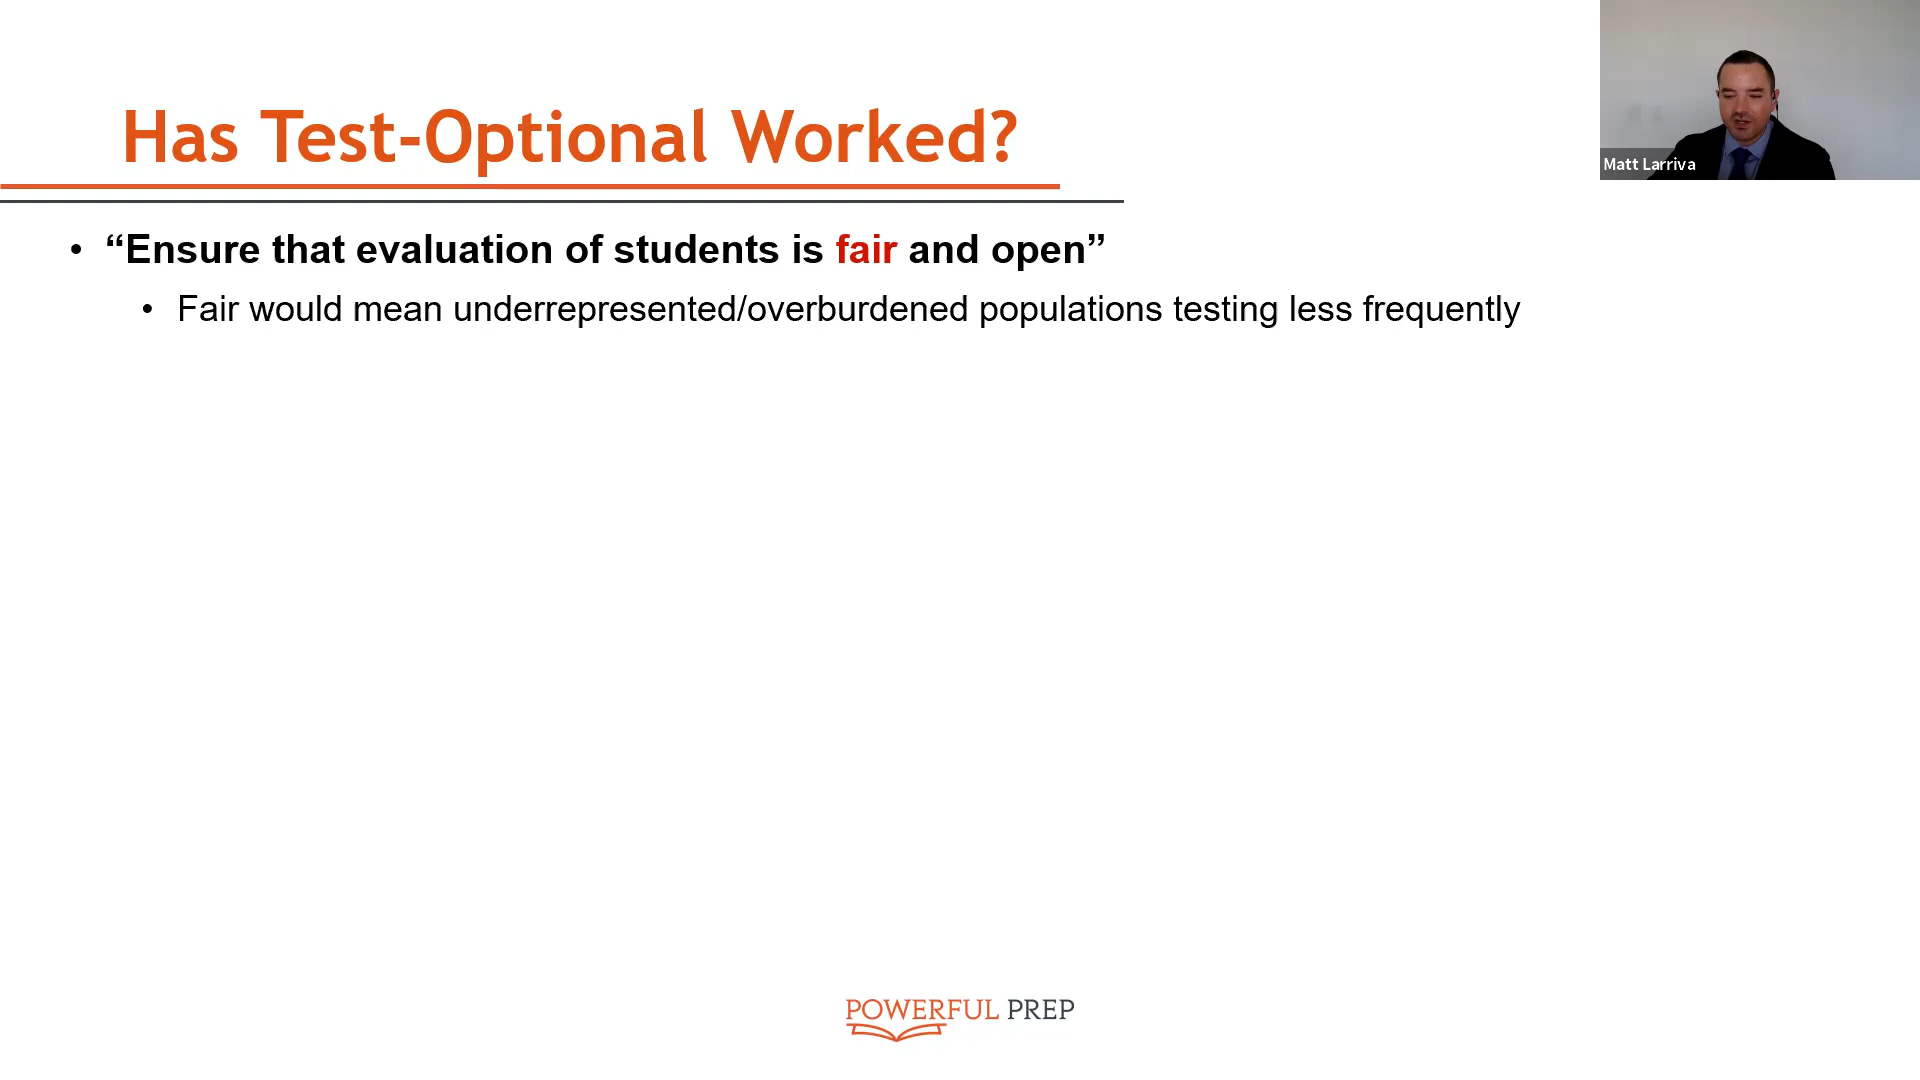 Has Test-Optional Worked?
Matt Larriva
• “Ensure that evaluation of students is fair and open”
• Fair would mean underrepresented/overburdened populations testing less frequently
POWERFUL PREP